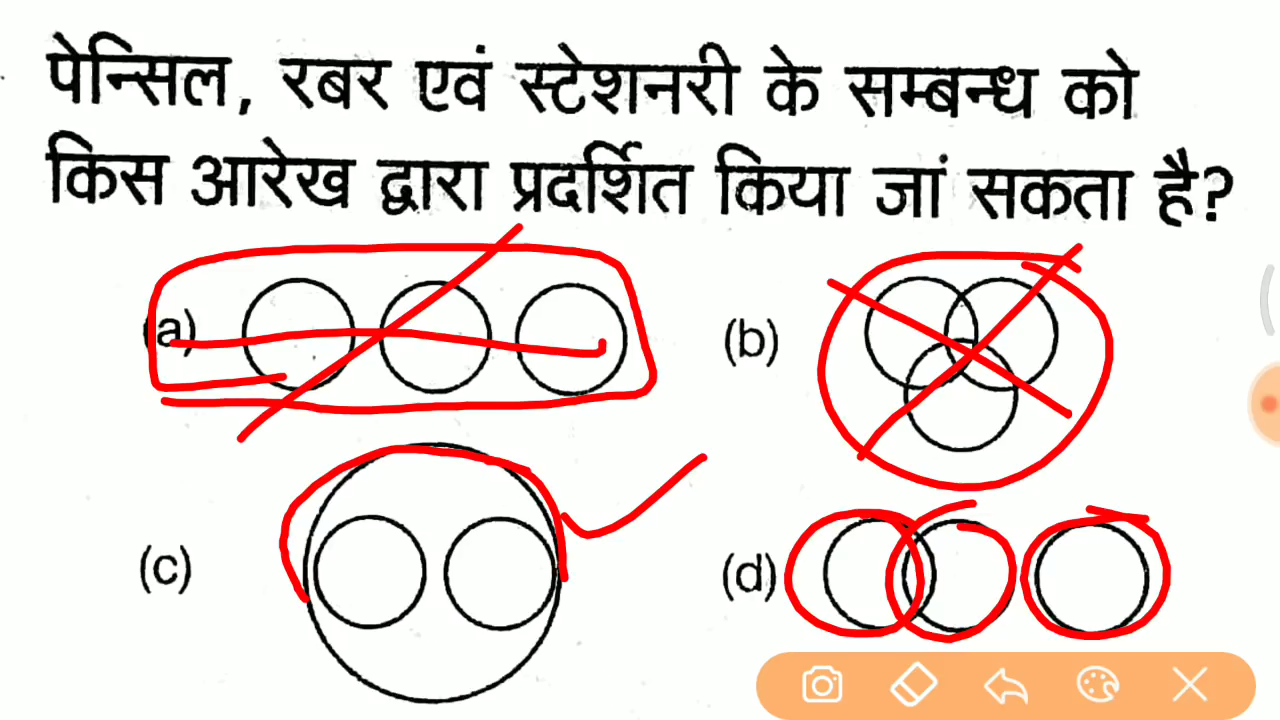 पेन्सिल, रबर एवं स्टेशनरी के सम्बन्ध को
किस आरेख द्वारा प्रदर्शित किया जां सकता है?
(a)
(b)
(c)
(d)